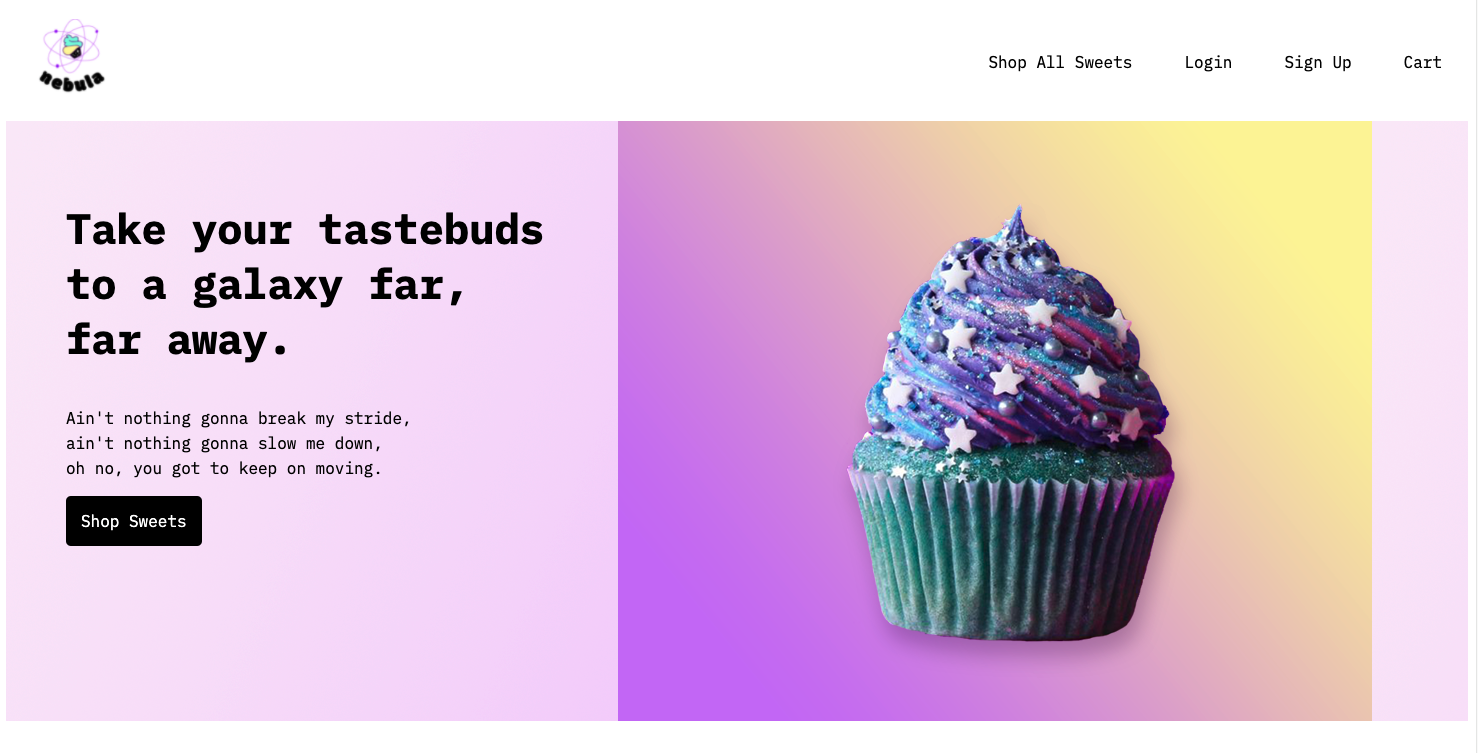 nebula
Shop All Sweets
Login
Sign Up
Cart
Take your tastebuds
to a galaxy far,
far away.
Ain't nothing gonna break my stride,
ain't nothing gonna slow me down,
oh no, you got to keep on moving.
Shop Sweets